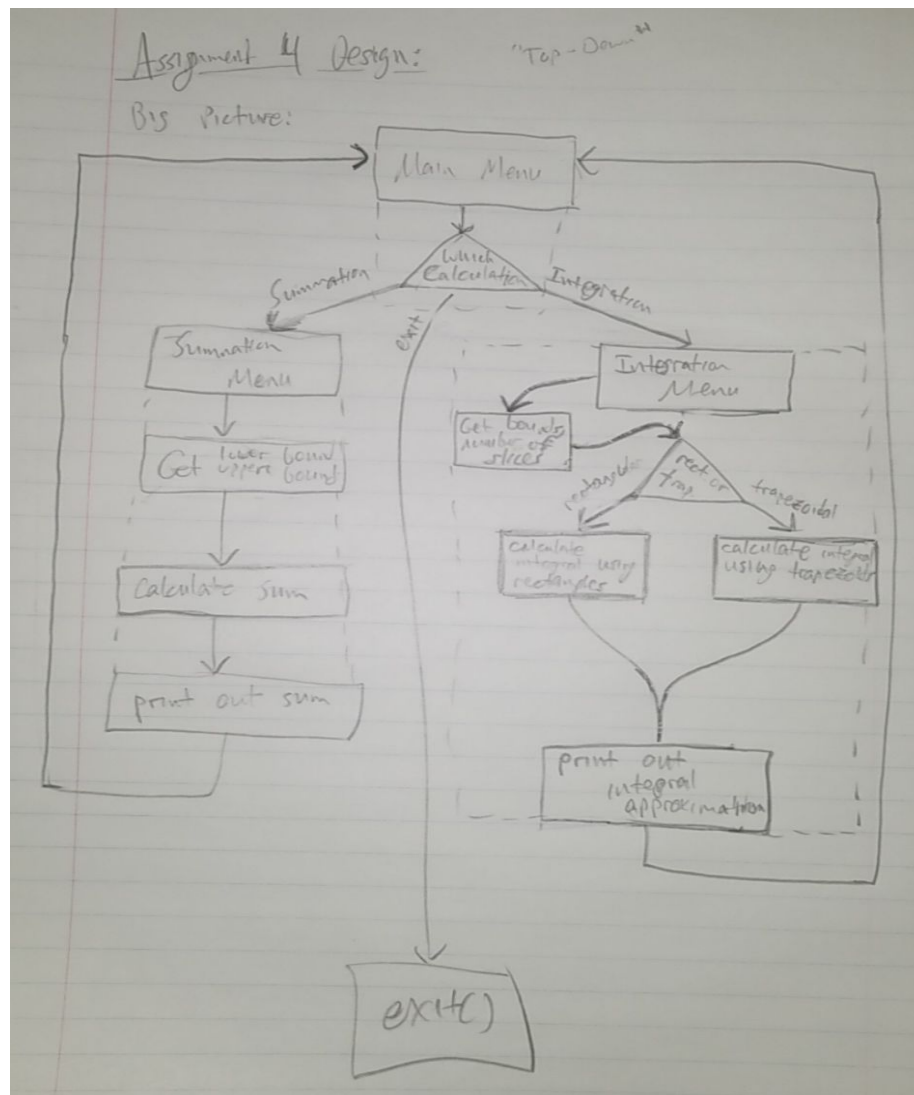 Assignment 4 Design:
"Top-Down"
Big Picture:
Main Menu
Which
Calculation
Summation
exit
Integration
Summation
Menu
Get lower bound
upper bound
Calculate sum
print out sum
Integration
Menu
Get bounds,
number of
slices
rect or
trap
rectangular
trapezoidal
calculate
integral using
rectangles
calculate integral
using trapezoids
print out
integral
approximation
exit()